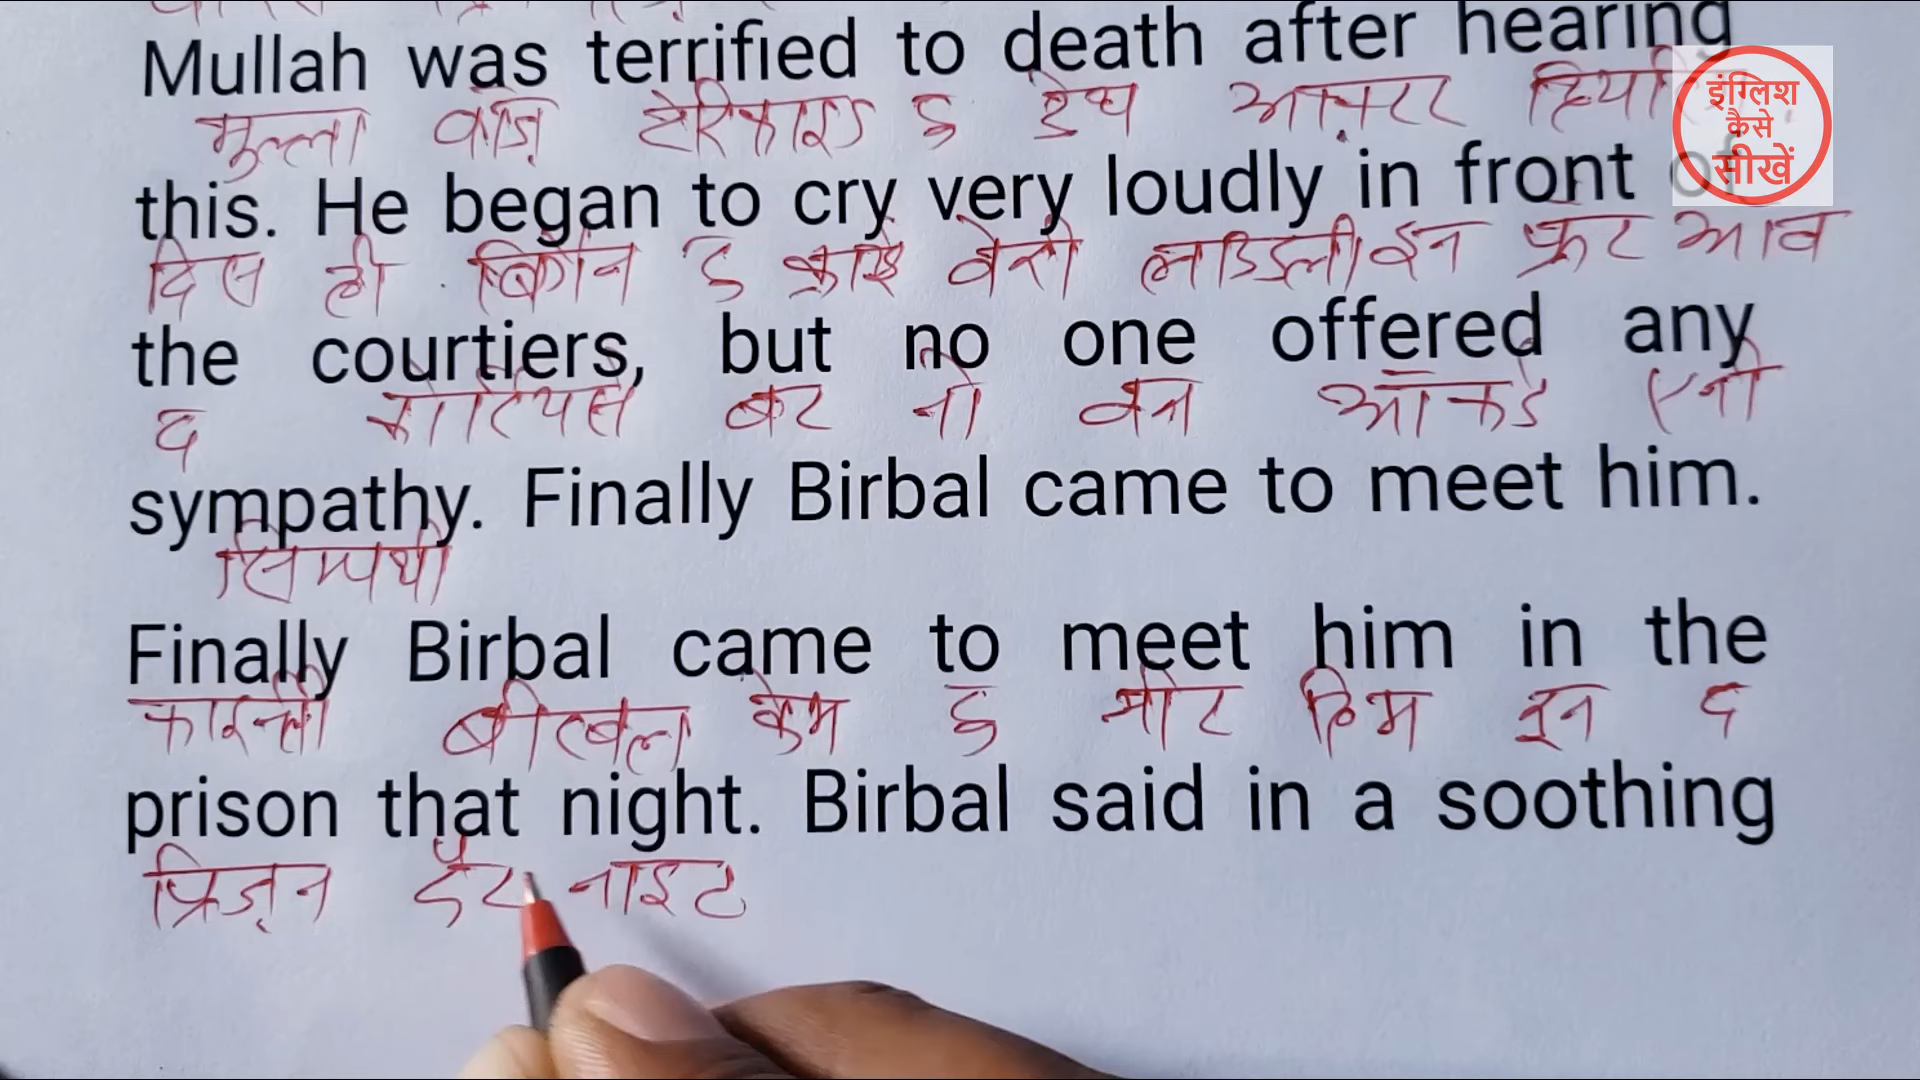 Mullah was terrified to death after hearing
मुल्ला वॉज़ टेरिफाइड टु डेथ आफ़्टर
this. He began to cry very loudly in front of
दिस ही बिगैन टु क्राई वेरी लाउडली इन फ्रंट आव
the courtiers, but no one offered any
द कोर्टियर्स बट नो वन ऑफर्ड एनी
sympathy. Finally Birbal came to meet him.
सिम्पथी
Finally Birbal came to meet him in the
फाइनली बीरबल केम टु मीट हिम इन द
prison that night. Birbal said in a soothing
प्रिज़न दैट नाइट
इंग्लिश
कैसे
सीखें